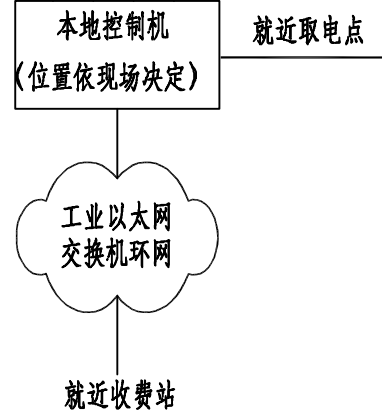 本地控制机
(位置依现场决定)
就近取电点
工业以太网
交换机环网
就近收费站